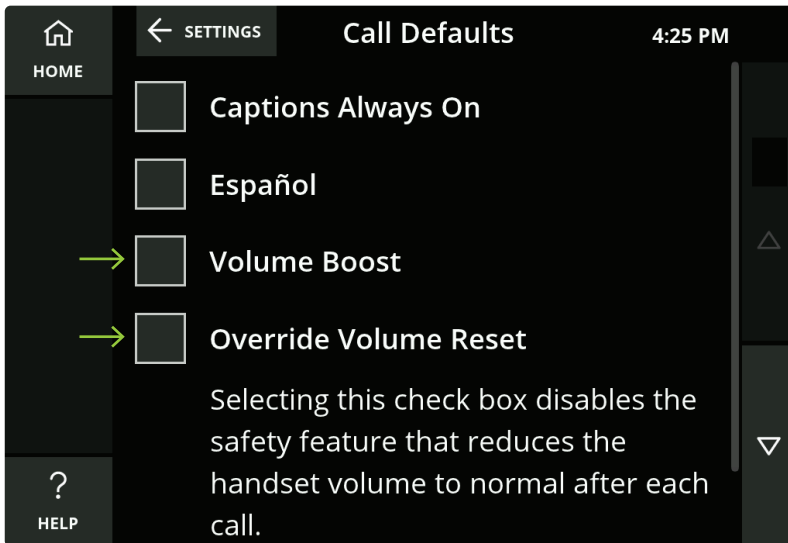 HOME
SETTINGS
Call Defaults
4:25 PM
Captions Always On
Español
Volume Boost
Override Volume Reset
Selecting this check box disables the
safety feature that reduces the
handset volume to normal after each
call.
?
HELP